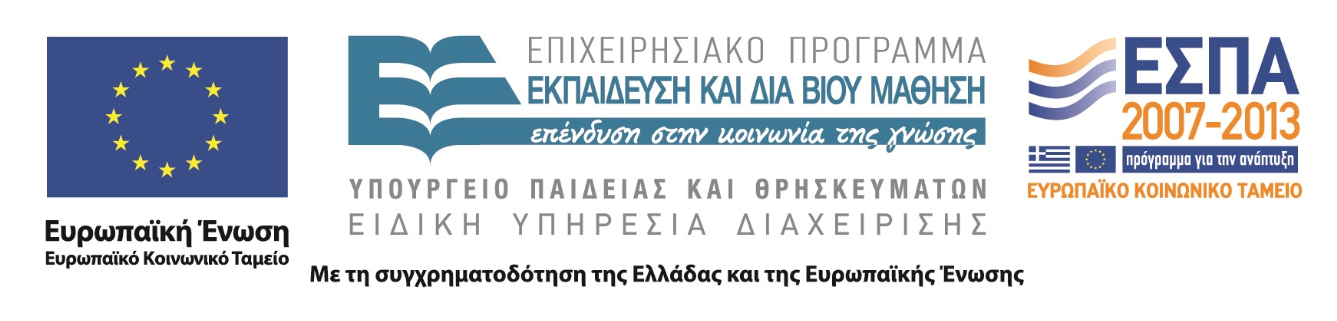 Ευρωπαϊκή Ένωση
Ευρωπαϊκό Κοινωνικό Ταμείο
ΕΠΙΧΕΙΡΗΣΙΑΚΟ ΠΡΟΓΡΑΜΜΑ
ΕΚΠΑΙΔΕΥΣΗ ΚΑΙ ΔΙΑ ΒΙΟΥ ΜΑΘΗΣΗ
επένδυση στην κοινωνία της γνώσης
ΥΠΟΥΡΓΕΙΟ ΠΑΙΔΕΙΑΣ ΚΑΙ ΘΡΗΣΚΕΥΜΑΤΩΝ
ΕΙΔΙΚΗ ΥΠΗΡΕΣΙΑ ΔΙΑΧΕΙΡΙΣΗΣ
ΕΣΠΑ
2007-2013
πρόγραμμα για την ανάπτυξη
ΕΥΡΩΠΑΪΚΟ ΚΟΙΝΩΝΙΚΟ ΤΑΜΕΙΟ
Με τη συγχρηματοδότηση της Ελλάδας και της Ευρωπαϊκής Ένωσης